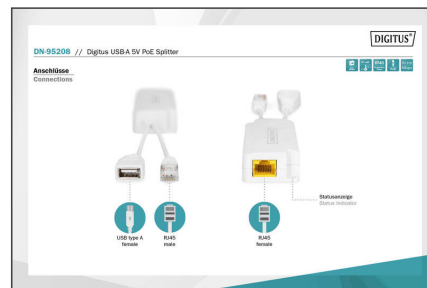 DIGITUS®
DN-95208 // Digitus USB-A 5V PoE Splitter
Anschlüsse
Connections
Statusanzeige
Status indicator
USB type A
female
RJ45
male
RJ45
female